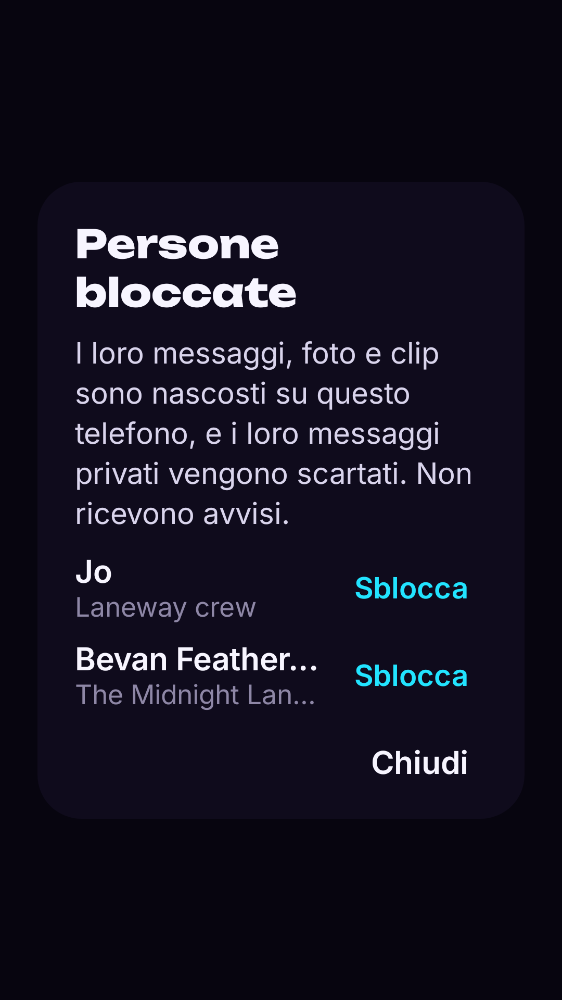 Persone
bloccate
I loro messaggi, foto e clip
sono nascosti su questo
telefono, e i loro messaggi
privati vengono scartati. Non
ricevono avvisi.
Jo
Laneway crew
Sblocca
Bevan Feather...
The Midnight Lan...
Sblocca
Chiudi